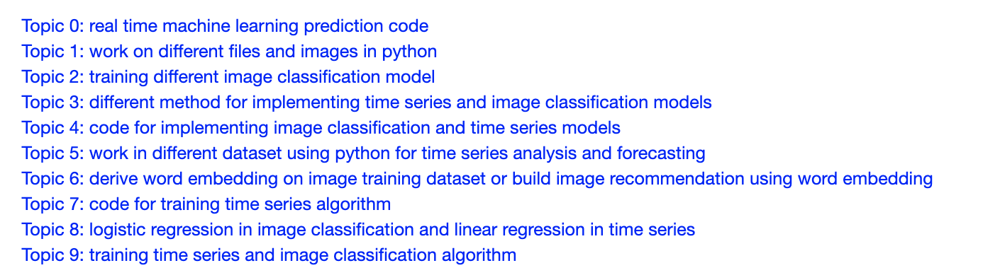 Topic 0: real time machine learning prediction code
Topic 1: work on different files and images in python
Topic 2: training different image classification model
Topic 3: different method for implementing time series and image classification models
Topic 4: code for implementing image classification and time series models
Topic 5: work in different dataset using python for time series analysis and forecasting
Topic 6: derive word embedding on image training dataset or build image recommendation using word embedding
Topic 7: code for training time series algorithm
Topic 8: logistic regression in image classification and linear regression in time series
Topic 9: training time series and image classification algorithm